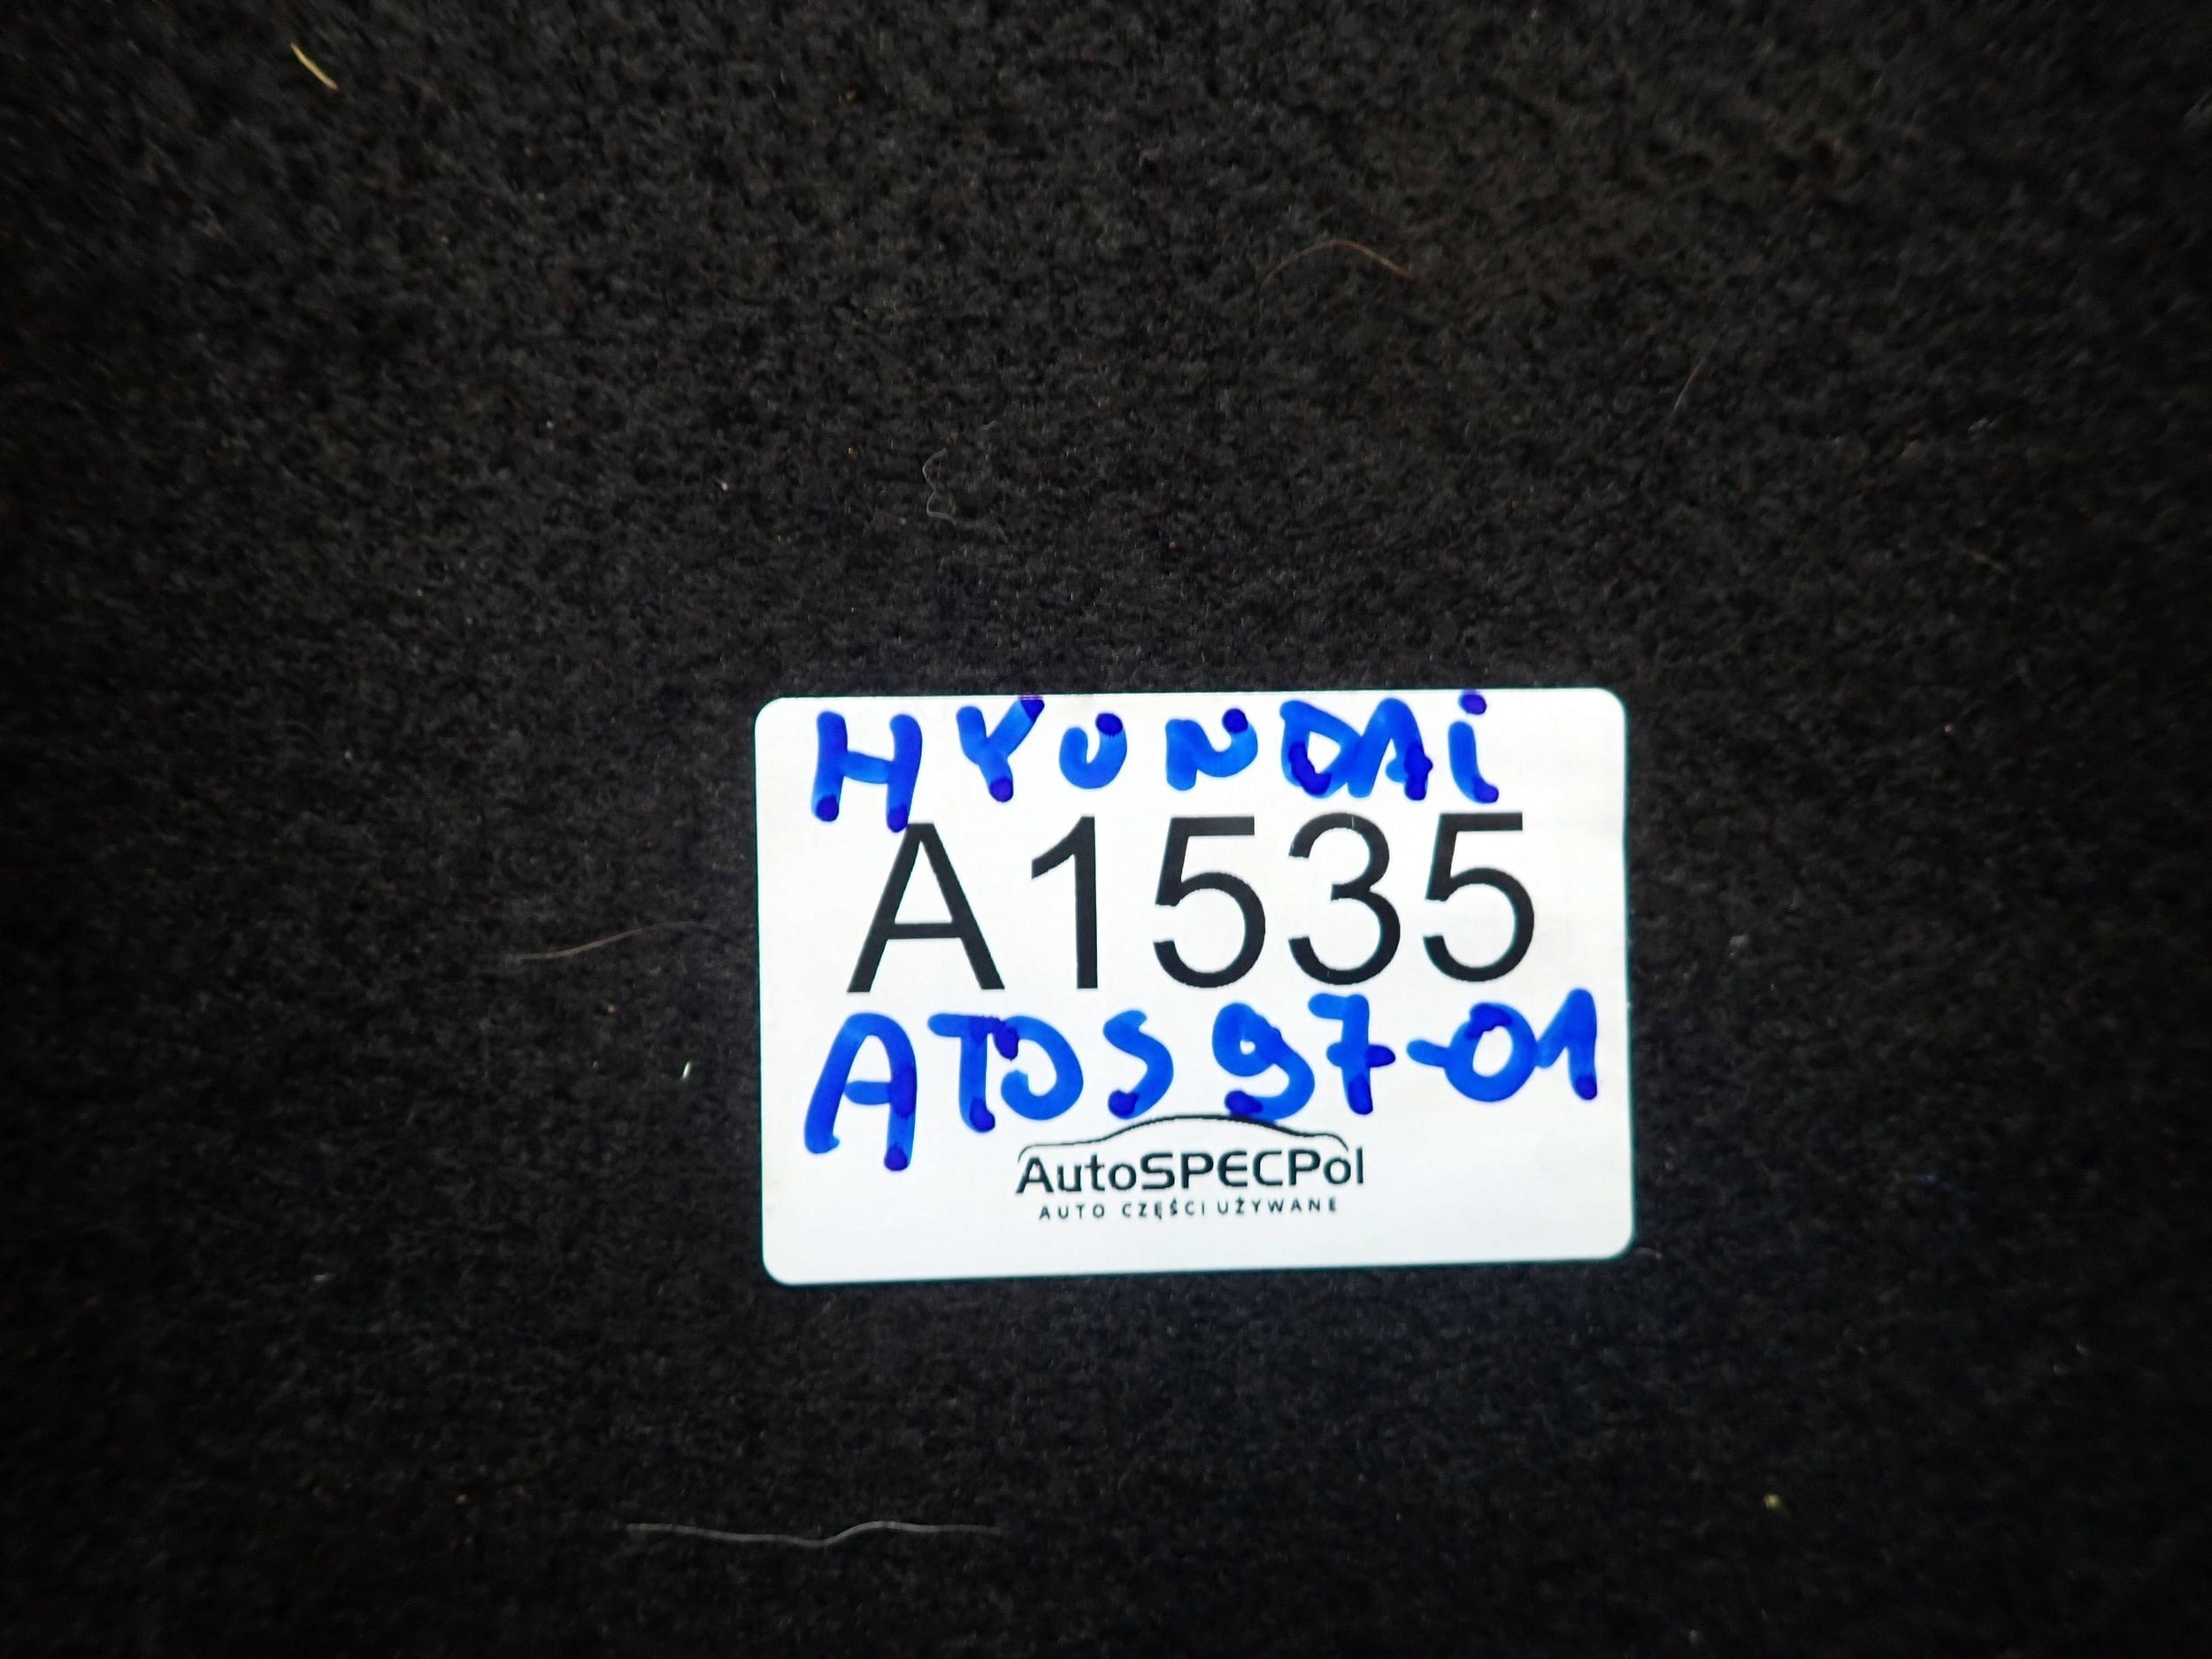 HYUNDAi
A1535
ATOS 97-01
AutoSPECPol
AUTO CZĘŚCI UŻYWANE